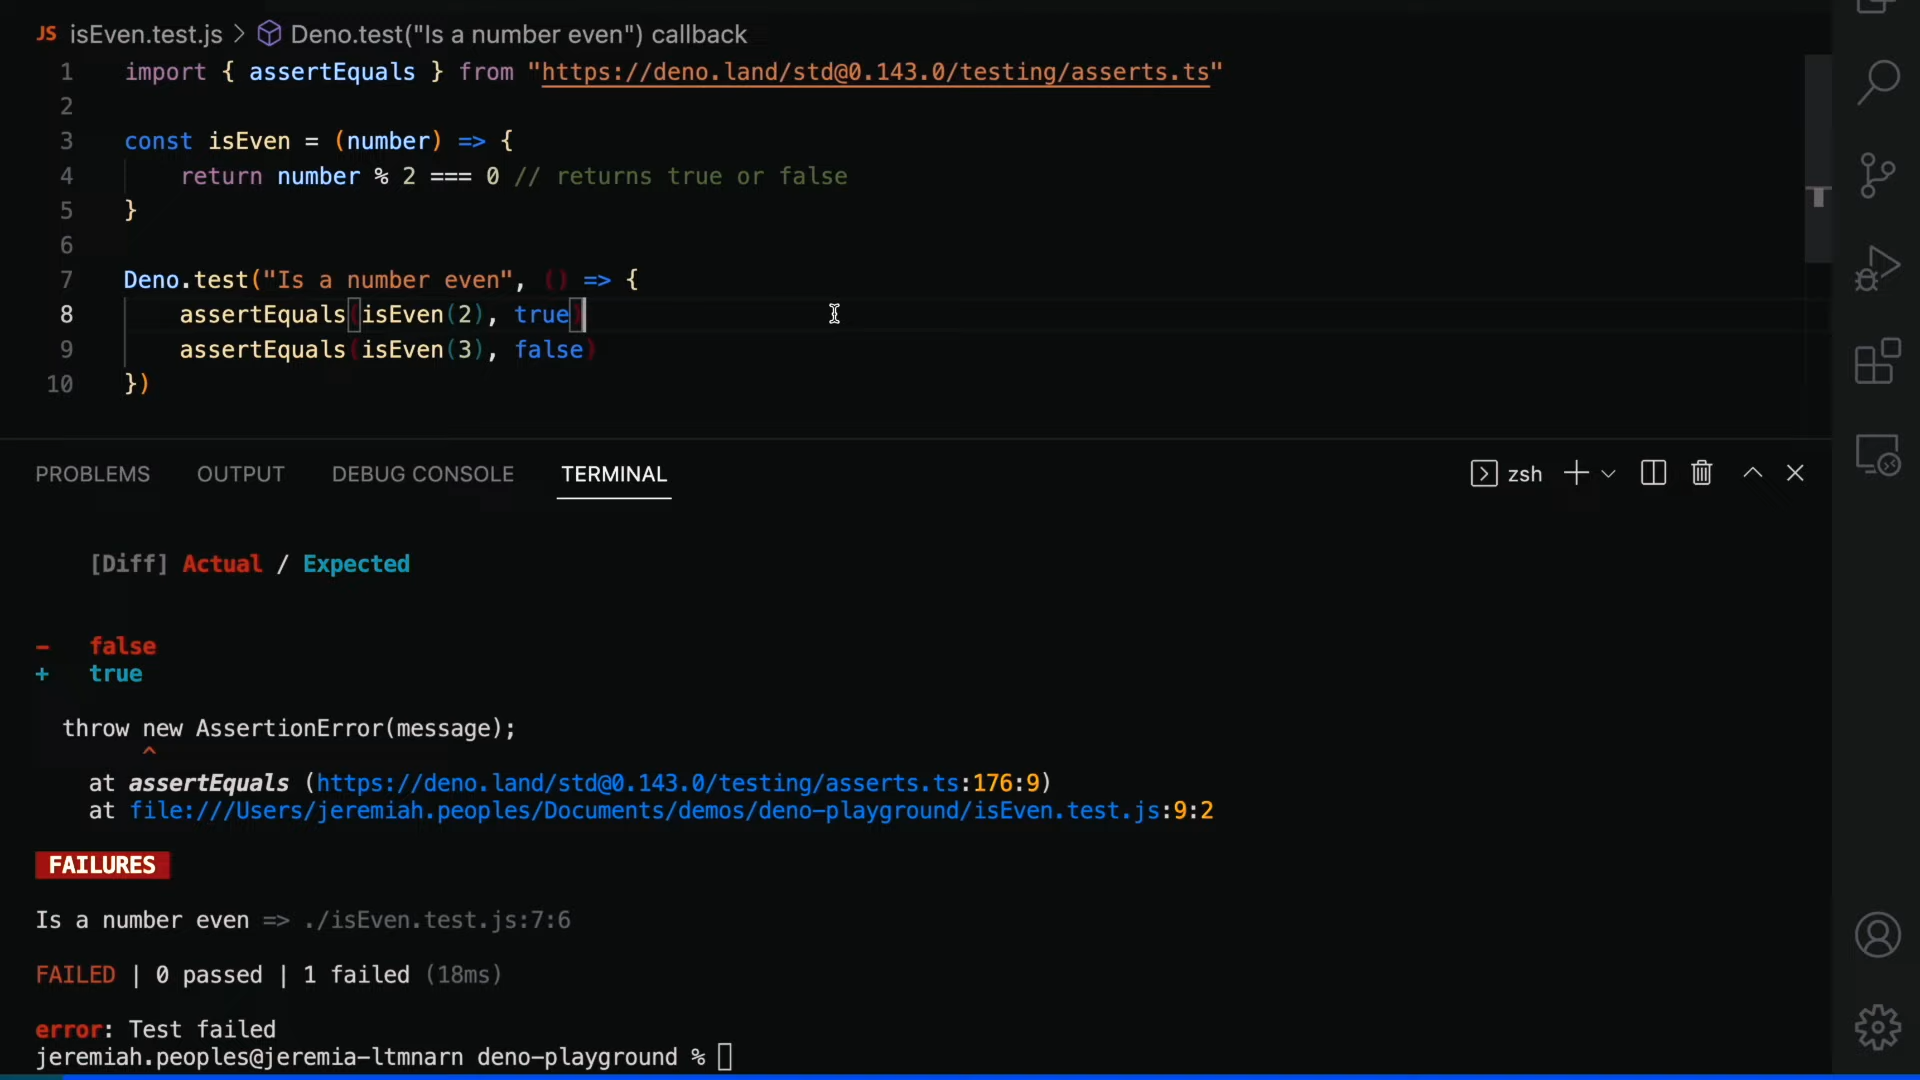 JS isEven.test.js > Deno.test("Is a number even") callback
1 import { assertEquals } from "https://deno.land/std@0.143.0/testing/asserts.ts"
2
3 const isEven = (number) => {
4 return number % 2 === 0 // returns true or false
5 }
6
7 Deno.test("Is a number even", () => {
8 assertEquals(isEven(2), true)
9 assertEquals(isEven(3), false)
10 })
PROBLEMS OUTPUT DEBUG CONSOLE TERMINAL zsh
[Diff] Actual / Expected
- false
+ true
throw new AssertionError(message);
^
at assertEquals (https://deno.land/std@0.143.0/testing/asserts.ts:176:9)
at file:///Users/jeremiah.peoples/Documents/demos/deno-playground/isEven.test.js:9:2
FAILURES
Is a number even => ./isEven.test.js:7:6
FAILED | 0 passed | 1 failed (18ms)
error: Test failed
jeremiah.peoples@jeremia-ltmnarn deno-playground %